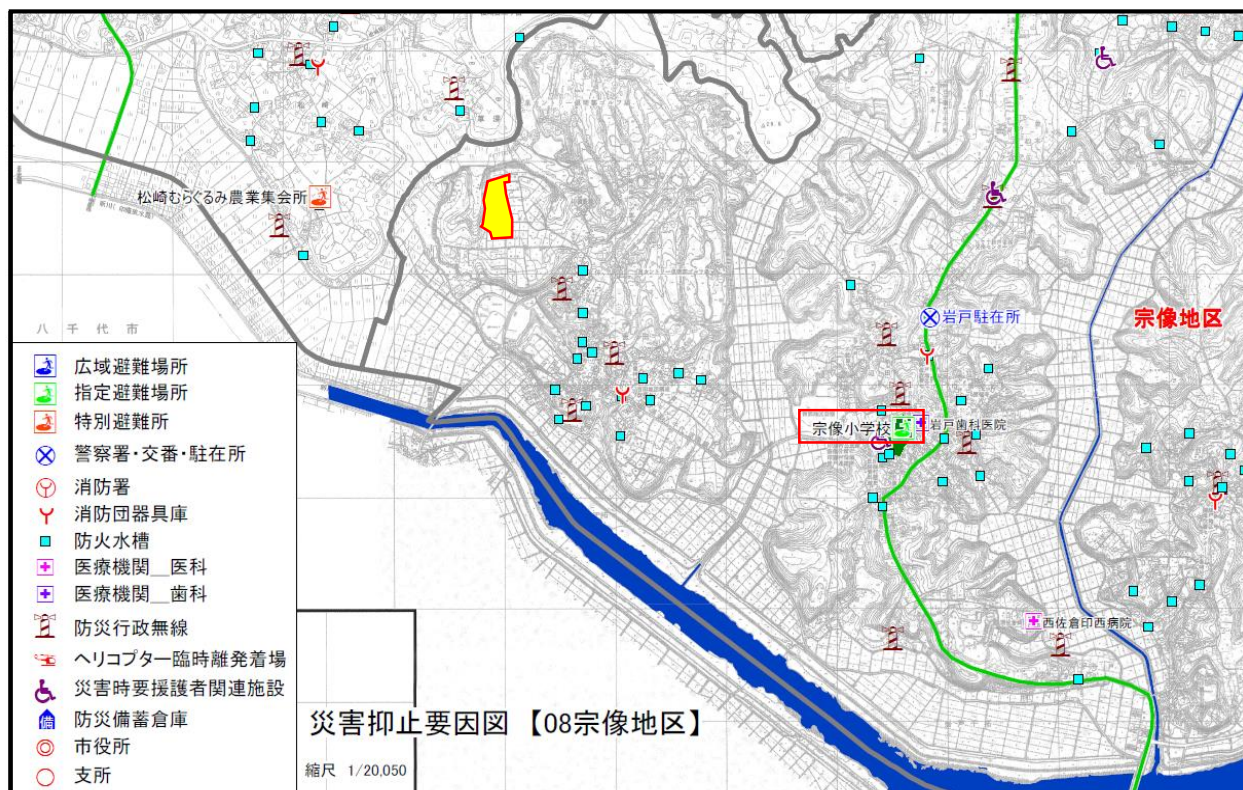 松崎むらぐるみ農業集会所
岩戸駐在所
宗像地区
八千代市
宗像小学校
岩戸歯科医院
西佐倉印西病院
広域避難場所
指定避難場所
特別避難所
警察署・交番・駐在所
消防署
消防団器具庫
防火水槽
医療機関__医科
医療機関__歯科
防災行政無線
ヘリコプター臨時離発着場
災害時要援護者関連施設
防災備蓄倉庫
市役所
支所
災害抑止要因図 【08宗像地区】
縮尺 1/20,050